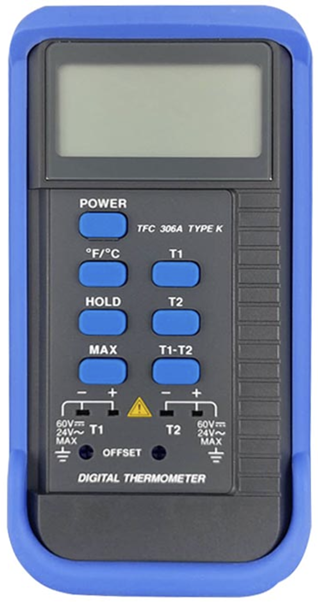 POWER
TFC 306A TYPE K
°F/°C T1
HOLD T2
MAX T1-T2
− + − +
60V⎓ 60V⎓
24V∼ T1 T2 24V∼
MAX MAX
OFFSET
DIGITAL THERMOMETER